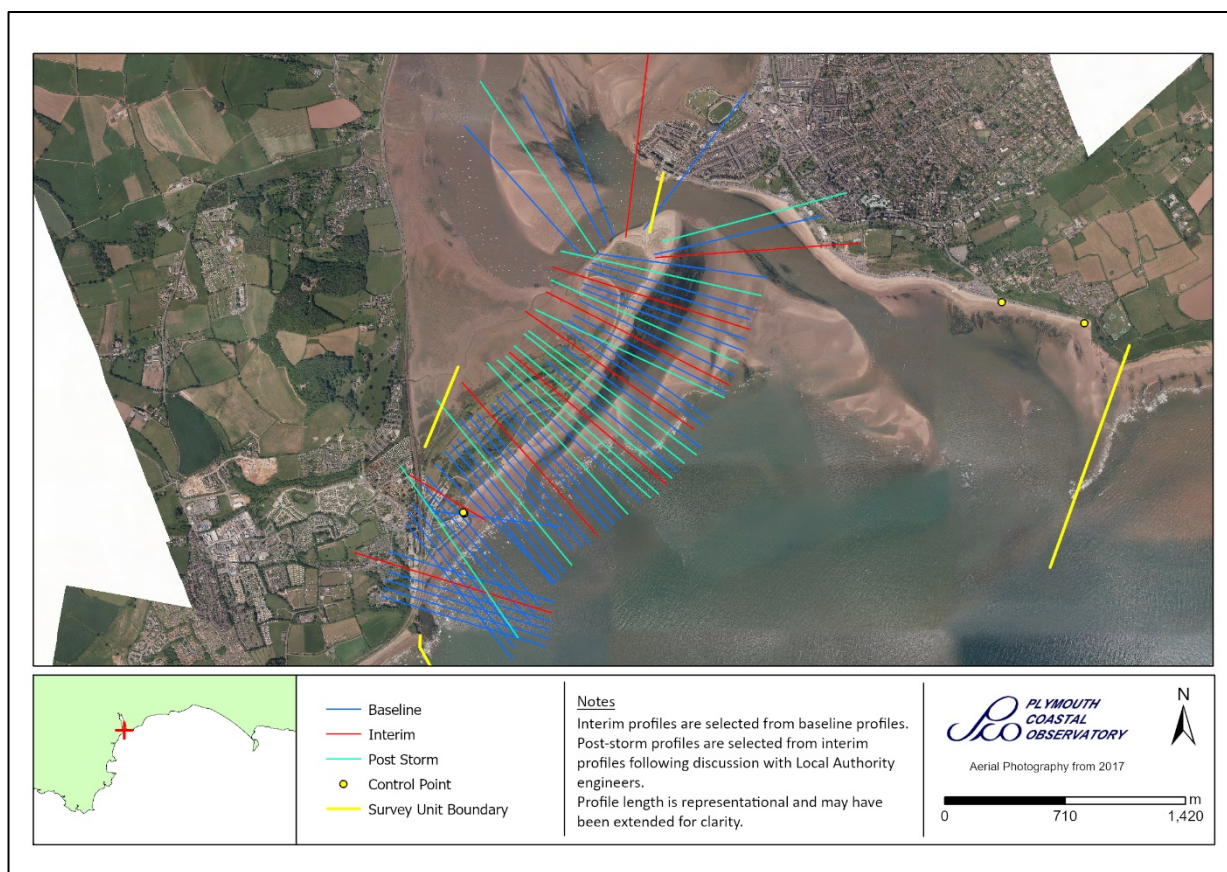 Baseline
Interim
Post Storm
Control Point
Survey Unit Boundary
Notes
Interim profiles are selected from baseline profiles.
Post-storm profiles are selected from interim
profiles following discussion with Local Authority
engineers.
Profile length is representational and may have
been extended for clarity.
PLYMOUTH
COASTAL
OBSERVATORY
Aerial Photography from 2017
N
m
0 710 1,420